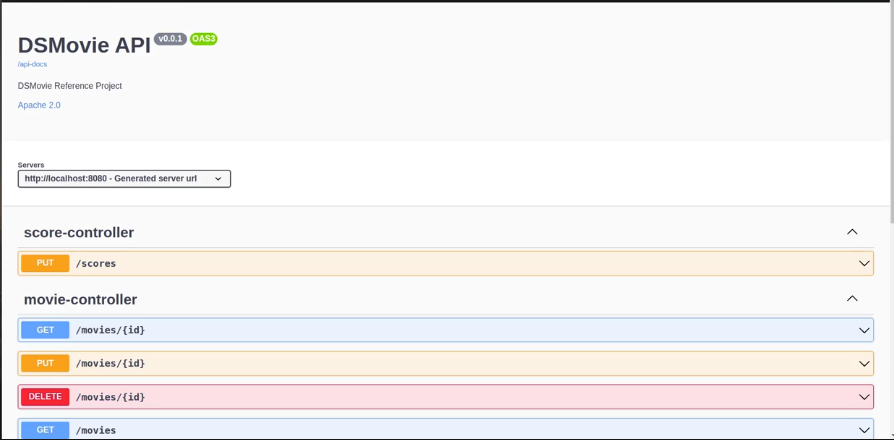 DSMovie API v0.0.1 OAS3
/api-docs
DSMovie Reference Project
Apache 2.0
Servers
http://localhost:8080 - Generated server url
score-controller
PUT /scores
movie-controller
GET /movies/{id}
PUT /movies/{id}
DELETE /movies/{id}
GET /movies